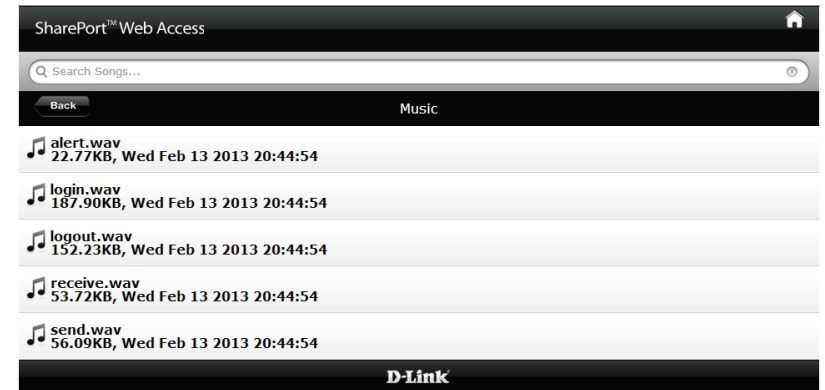 SharePort™ Web Access
Search Songs...
Back
Music
alert.wav
22.77KB, Wed Feb 13 2013 20:44:54
login.wav
187.90KB, Wed Feb 13 2013 20:44:54
logout.wav
152.23KB, Wed Feb 13 2013 20:44:54
receive.wav
53.72KB, Wed Feb 13 2013 20:44:54
send.wav
56.09KB, Wed Feb 13 2013 20:44:54
D-Link